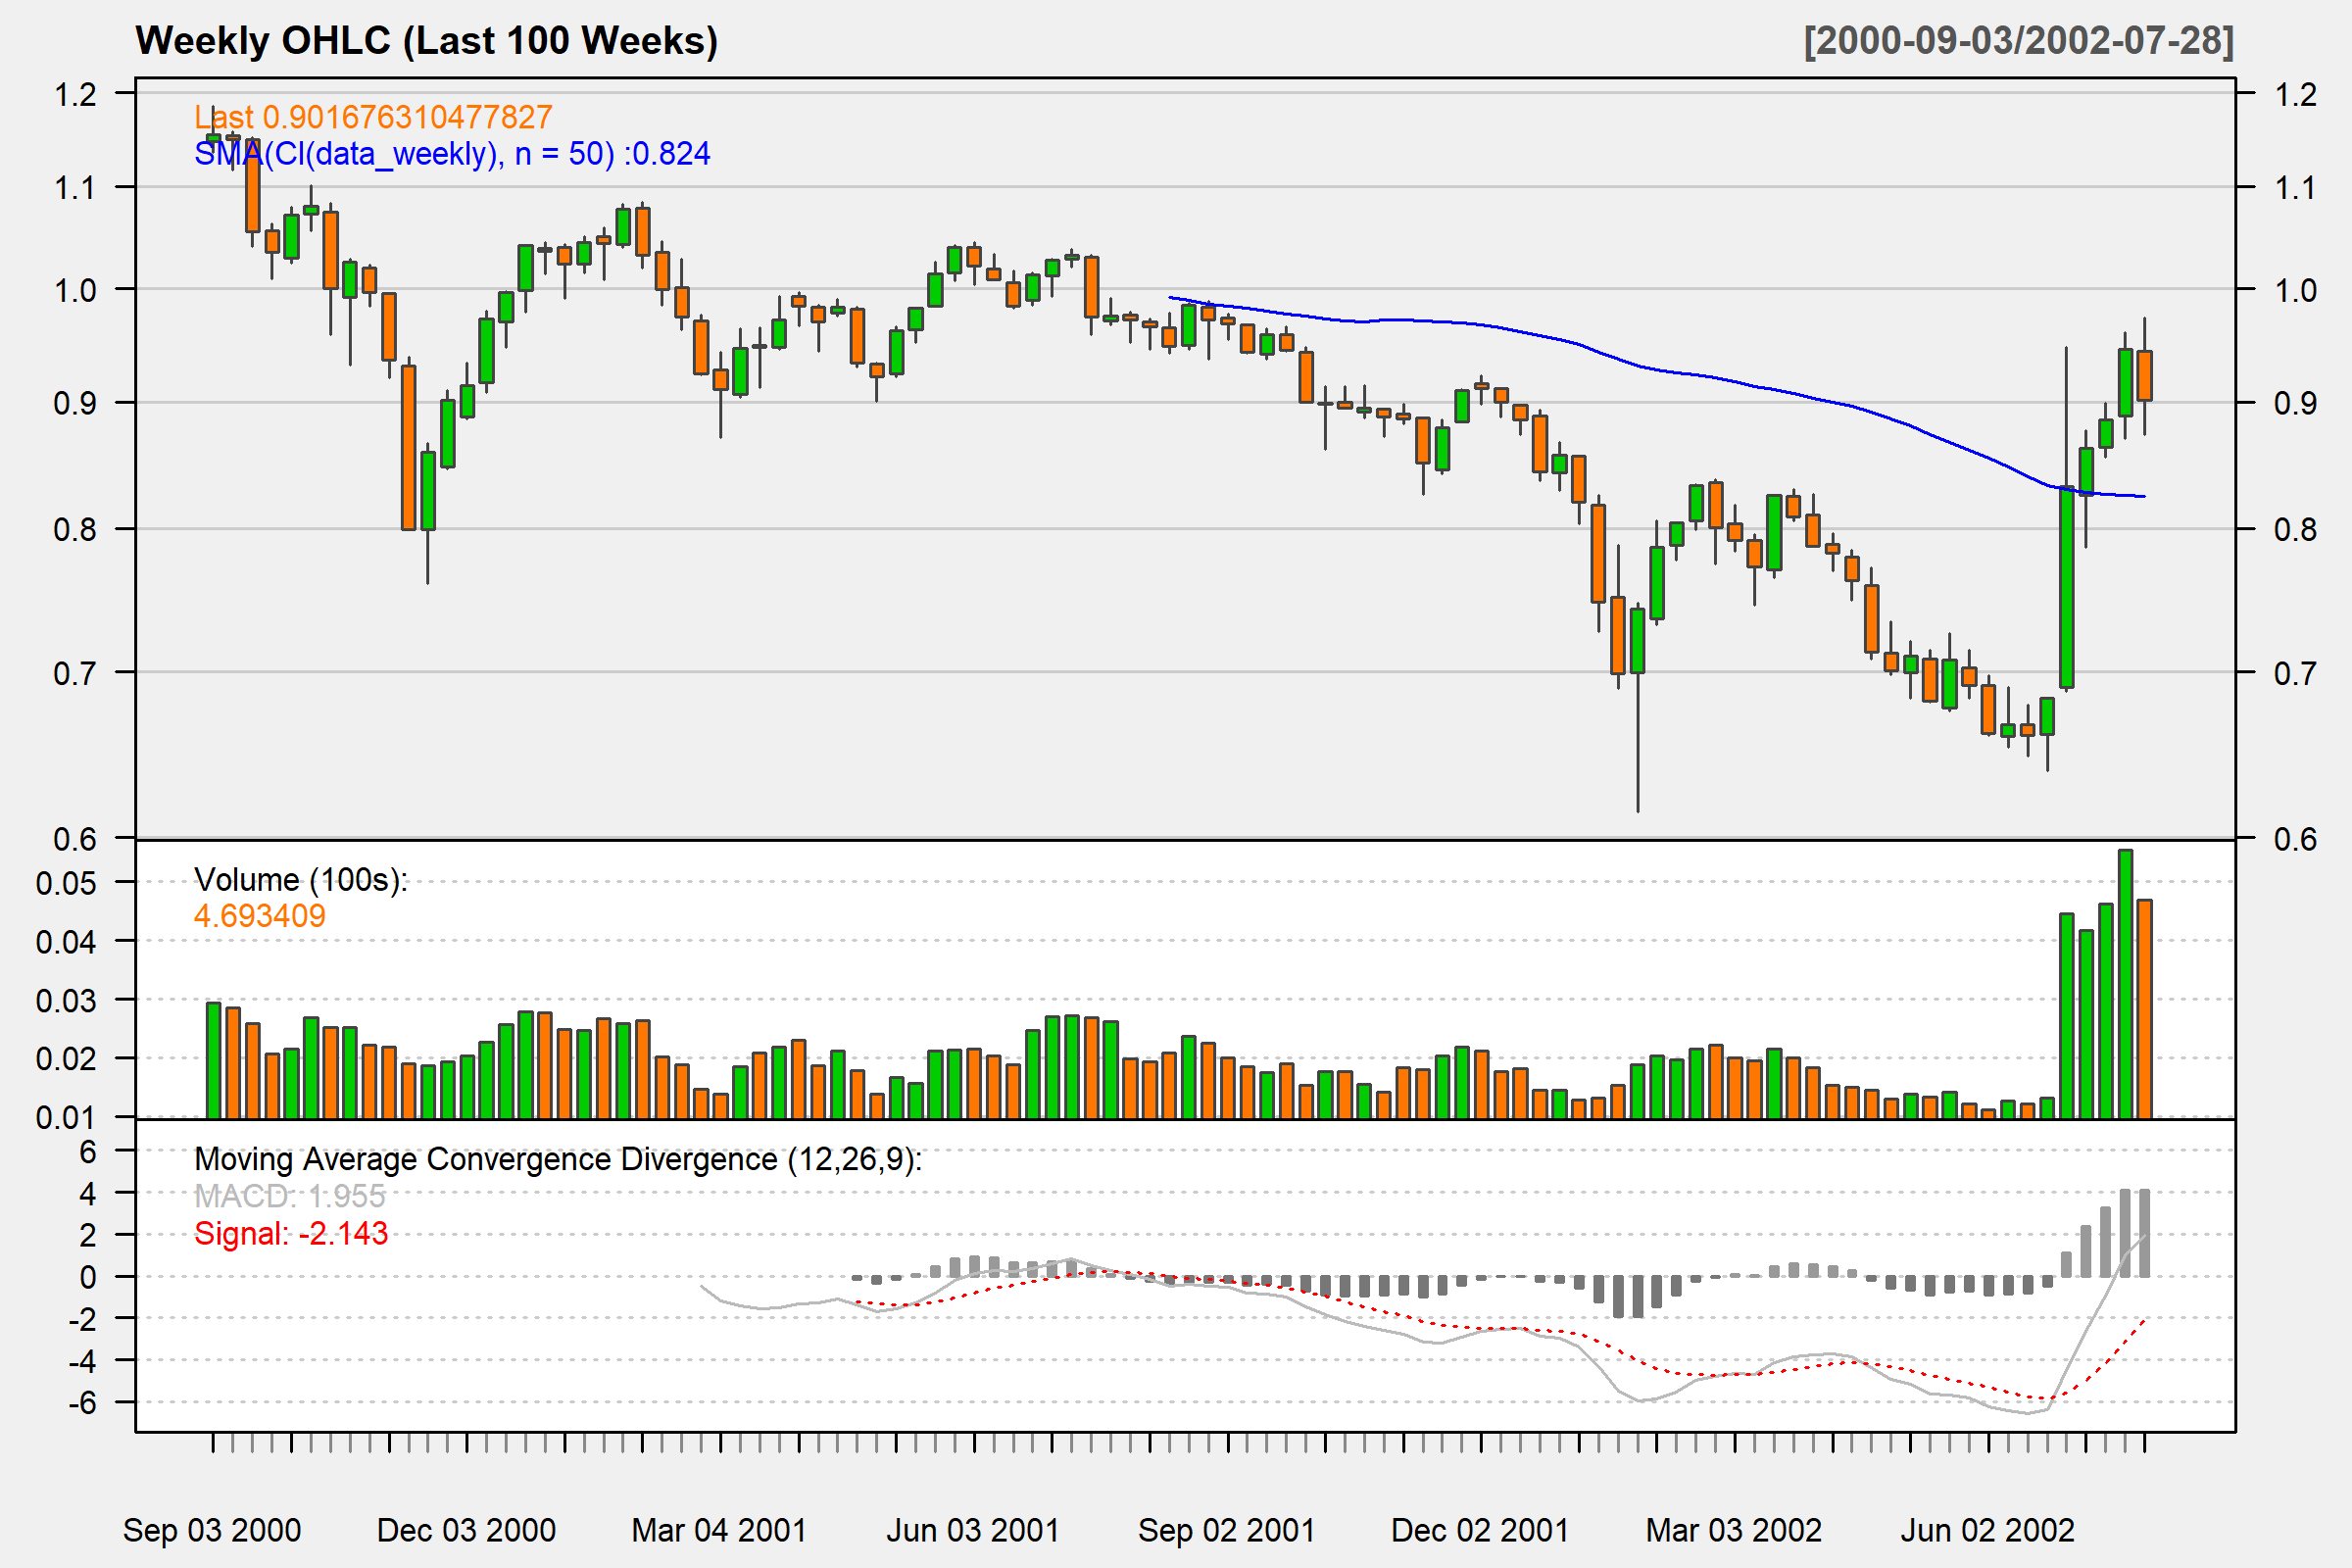 Weekly OHLC (Last 100 Weeks)
[2000-09-03/2002-07-28]
Last 0.901676310477827
SMA(Cl(data_weekly), n = 50) :0.824
1.2 1.2
1.1 1.1
1.0 1.0
0.9 0.9
0.8 0.8
0.7 0.7
0.6 0.6
Volume (100s):
4.693409
0.05
0.04
0.03
0.02
0.01
Moving Average Convergence Divergence (12,26,9):
MACD: 1.955
Signal: -2.143
6
4
2
0
-2
-4
-6
Sep 03 2000 Dec 03 2000 Mar 04 2001 Jun 03 2001 Sep 02 2001 Dec 02 2001 Mar 03 2002 Jun 02 2002